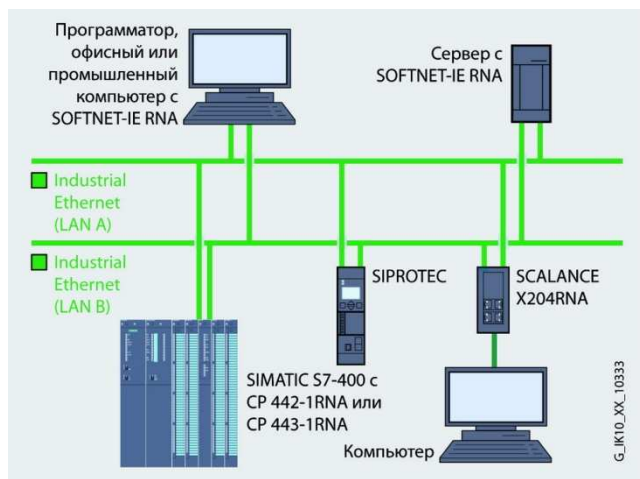 Программатор,
офисный или
промышленный
компьютер с
SOFTNET-IE RNA
Сервер с
SOFTNET-IE RNA
Industrial
Ethernet
(LAN A)
Industrial
Ethernet
(LAN B)
SIPROTEC
SCALANCE
X204RNA
SIMATIC S7-400 с
CP 442-1RNA или
CP 443-1RNA
Компьютер
G_IK10_XX_10333